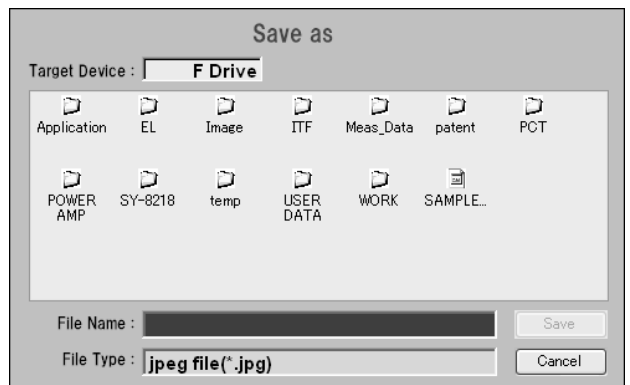 Save as
Target Device : F Drive
Application EL Image ITF Meas_Data patent PCT
POWER AMP SY-8218 temp USER DATA WORK SAMPLE...
File Name :
Save
File Type : jpeg file(*.jpg)
Cancel